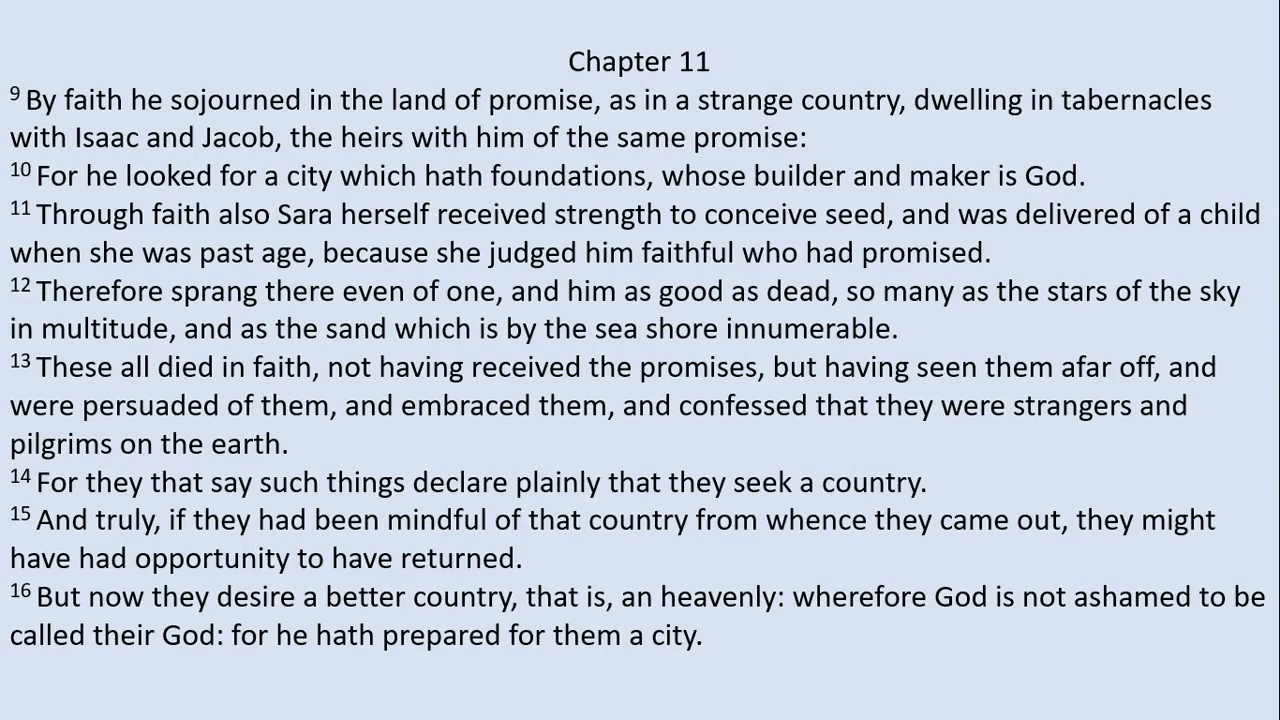 Chapter 11
9 By faith he sojourned in the land of promise, as in a strange country, dwelling in tabernacles
with Isaac and Jacob, the heirs with him of the same promise:
10 For he looked for a city which hath foundations, whose builder and maker is God.
11 Through faith also Sara herself received strength to conceive seed, and was delivered of a child
when she was past age, because she judged him faithful who had promised.
12 Therefore sprang there even of one, and him as good as dead, so many as the stars of the sky
in multitude, and as the sand which is by the sea shore innumerable.
13 These all died in faith, not having received the promises, but having seen them afar off, and
were persuaded of them, and embraced them, and confessed that they were strangers and
pilgrims on the earth.
14 For they that say such things declare plainly that they seek a country.
15 And truly, if they had been mindful of that country from whence they came out, they might
have had opportunity to have returned.
16 But now they desire a better country, that is, an heavenly: wherefore God is not ashamed to be
called their God: for he hath prepared for them a city.